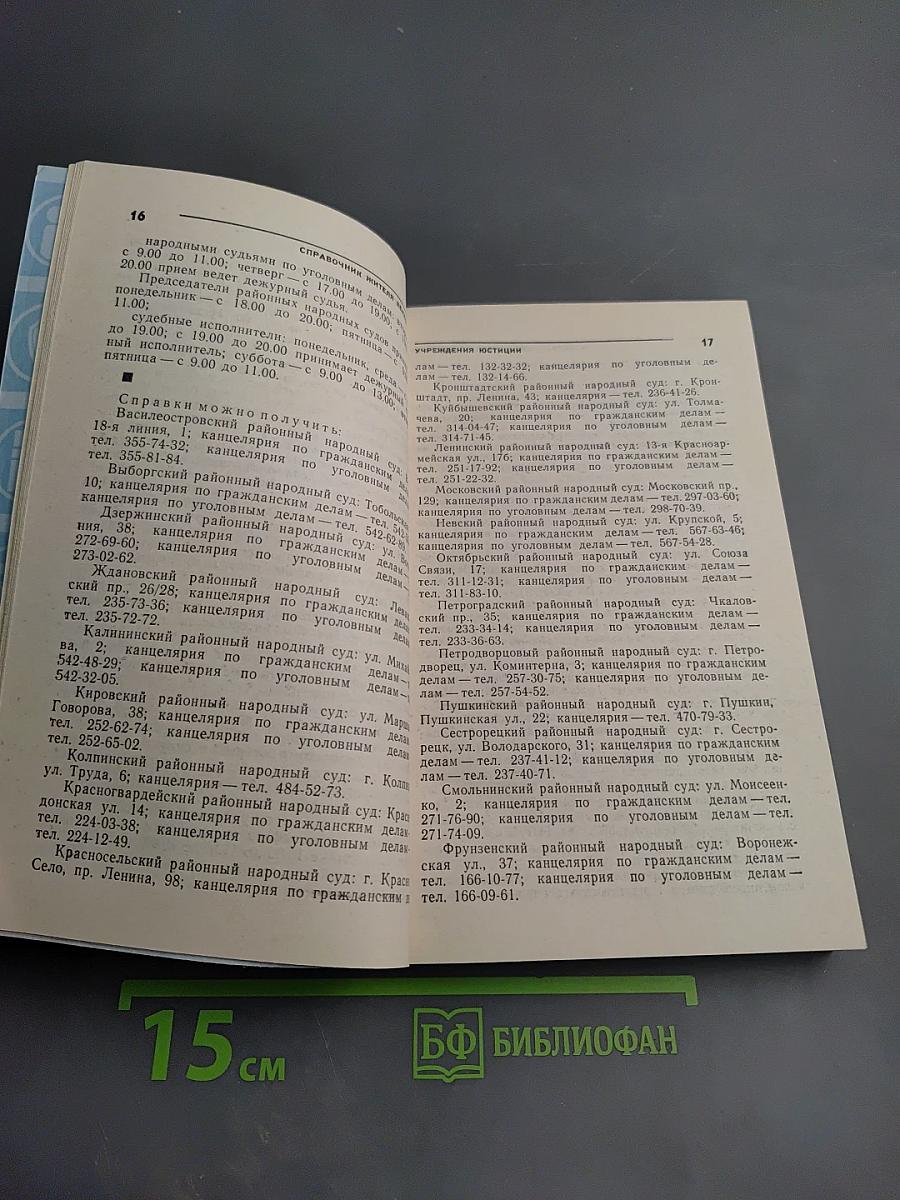 16
СПРАВОЧНИК ЖИТЕЛЯ
народными судьями по уголовным делам:
с 9.00 до 11.00; четверг — с 17.00 до 19.00; с
20.00 прием ведет дежурный судья.
Председатели районных народных судов
понедельник — с 18.00 до 20.00; пятница — с
11.00;
судебные исполнители: понедельник, среда
до 19.00; с 19.00 до 20.00 принимает дежурный
ный исполнитель; суббота — с 9.00 до 13.00,
пятница — с 9.00 до 11.00.
Справки можно получить:
Василеостровский районный народный суд:
18-я линия, 1; канцелярия по гражданским
тел. 355-74-32; канцелярия по уголовным
тел. 355-81-84.
Выборгский районный народный суд:
10; канцелярия по гражданским делам — тел.
канцелярия по уголовным делам — тел. 542-62-
Дзержинский районный народный суд: ул.
ния, 38; канцелярия по гражданским делам —
272-69-60; канцелярия по уголовным делам —
273-02-62.
Ждановский районный народный суд:
ский пр., 26/28; канцелярия по гражданским
тел. 235-73-36; канцелярия по уголовным
тел. 235-72-72.
Калининский районный народный суд: ул.
ва, 2; канцелярия по гражданским делам —
542-48-29; канцелярия по уголовным делам —
542-32-05.
Кировский районный народный суд: ул.
Говорова, 38; канцелярия по гражданским
тел. 252-62-74; канцелярия по уголовным
тел. 252-65-02.
Колпинский районный народный суд: г.
ул. Труда, 6; канцелярия — тел. 484-52-73.
Красногвардейский районный народный суд:
донская ул. 14; канцелярия по гражданским
тел. 224-03-38; канцелярия по уголовным
тел. 224-12-49.
Красносельский районный народный суд: г.
Село, пр. Ленина, 98; канцелярия по гражданским
УЧРЕЖДЕНИЯ ЮСТИЦИИ
17
лам — тел. 132-32-32; канцелярия по уголовным де-
лам — тел. 132-14-66.
Кронштадтский районный народный суд: г. Крон-
штадт, пр. Ленина, 43; канцелярия — тел. 236-41-26.
Куйбышевский районный народный суд: ул. Толма-
чева, 20; канцелярия по гражданским делам —
тел. 314-04-47; канцелярия по уголовным делам —
тел. 314-71-45.
Ленинский районный народный суд: 13-я Красноар-
мейская ул., 17б; канцелярия по гражданским делам —
тел. 251-17-92; канцелярия по уголовным делам —
тел. 251-22-32.
Московский районный народный суд: Московский пр.,
129; канцелярия по гражданским делам — тел. 297-03-60;
канцелярия по уголовным делам — тел. 298-70-39.
Невский районный народный суд: ул. Крупской, 5;
канцелярия по гражданским делам — тел. 567-63-46;
канцелярия по уголовным делам — тел. 567-54-28.
Октябрьский районный народный суд: ул. Союза
Связи, 17; канцелярия по гражданским делам —
тел. 311-12-31; канцелярия по уголовным делам —
тел. 311-83-10.
Петроградский районный народный суд: Чкалов-
ский пр., 35; канцелярия по гражданским делам —
тел. 233-34-14; канцелярия по уголовным делам —
тел. 233-36-63.
Петродворцовый районный народный суд: г. Петро-
дворец, ул. Коминтерна, 3; канцелярия по гражданским
делам — тел. 257-30-75; канцелярия по уголовным де-
лам — тел. 257-54-52.
Пушкинский районный народный суд: г. Пушкин,
Пушкинская ул., 22; канцелярия — тел. 470-79-33.
Сестрорецкий районный народный суд: г. Сестро-
рецк, ул. Володарского, 31; канцелярия по гражданским
делам — тел. 237-41-12; канцелярия по уголовным де-
лам — тел. 237-40-71.
Смольнинский районный народный суд: ул. Моисеен-
ко, 2; канцелярия по гражданским делам — тел.
271-76-90; канцелярия по уголовным делам — тел.
271-74-09.
Фрунзенский районный народный суд: Воронеж-
ская ул., 37; канцелярия по гражданским делам —
тел. 166-10-77; канцелярия по уголовным делам —
тел. 166-09-61.
15 см
БФ БИБЛИОФАН